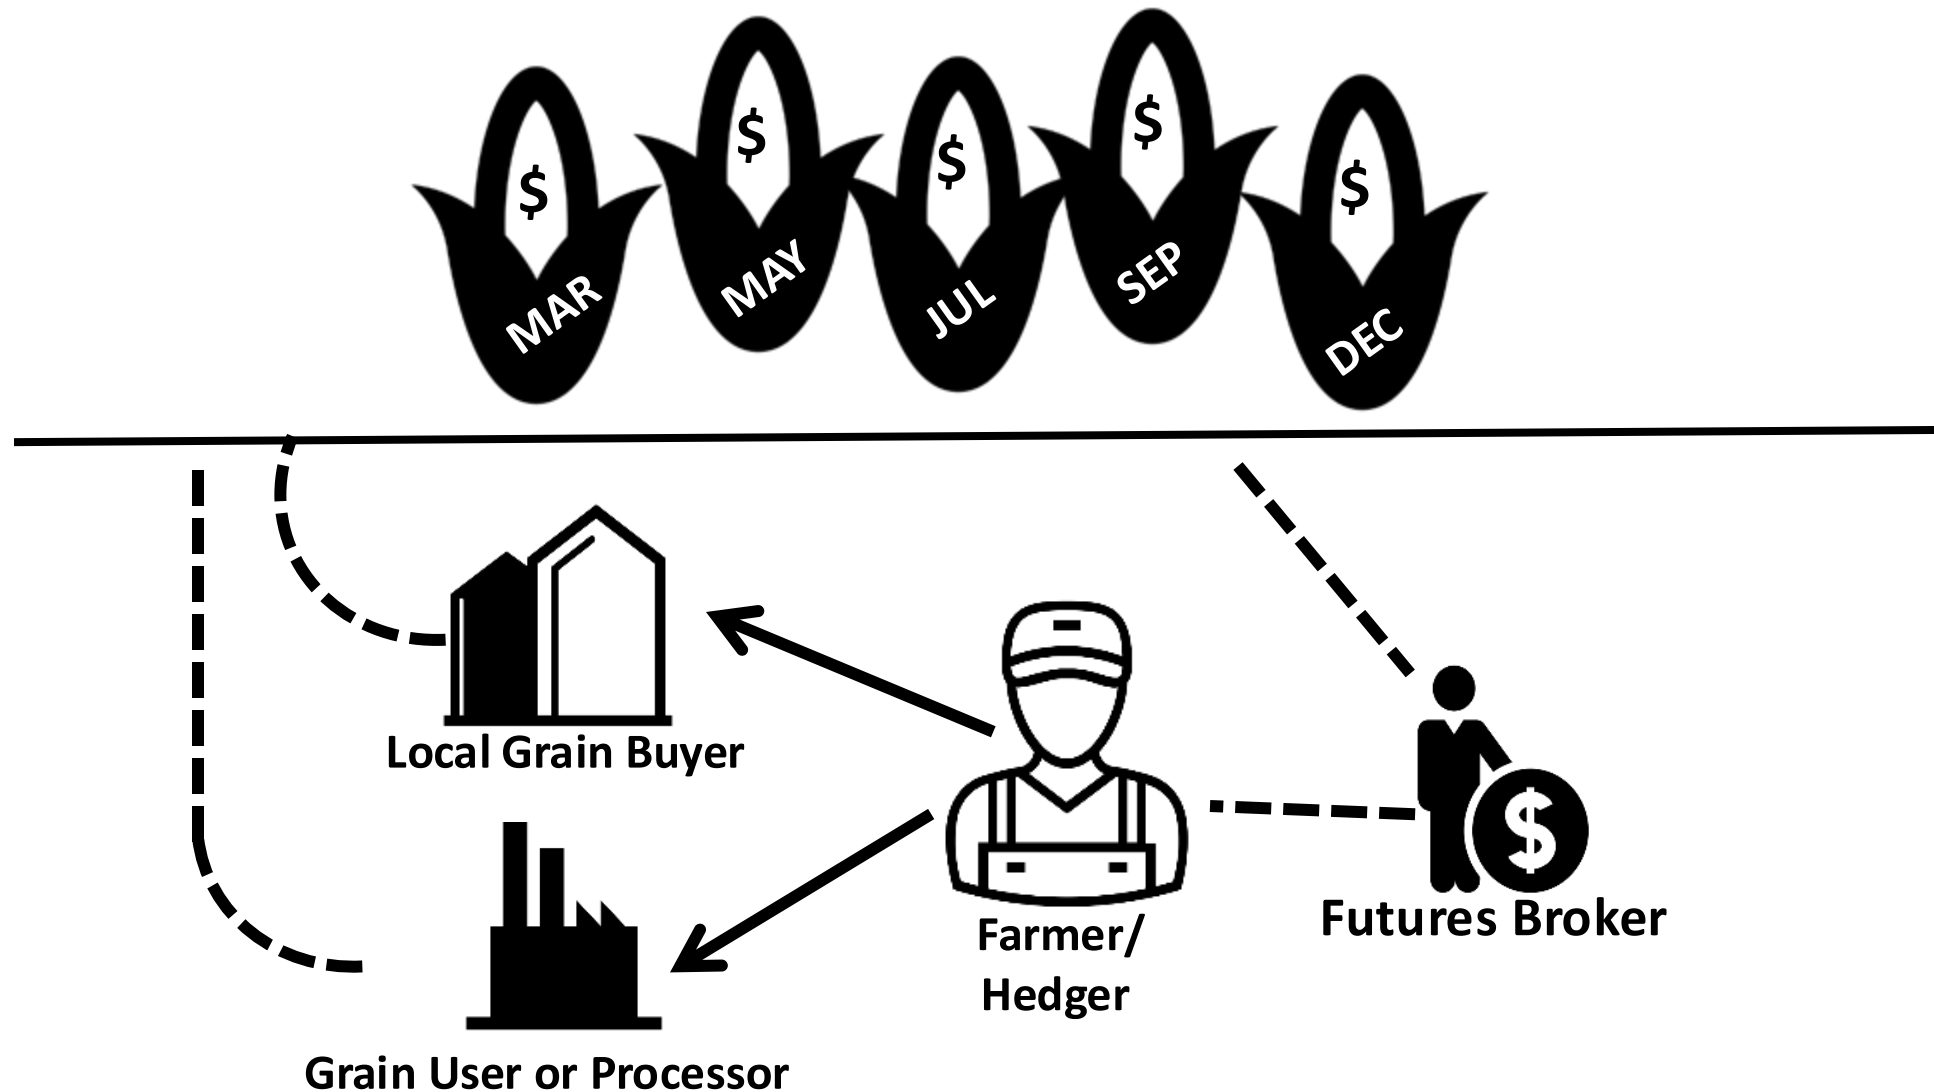 $
$
$
$
$
MAR
MAY
JUL
SEP
DEC
Local Grain Buyer
Farmer/
Hedger
$
Futures Broker
Grain User or Processor